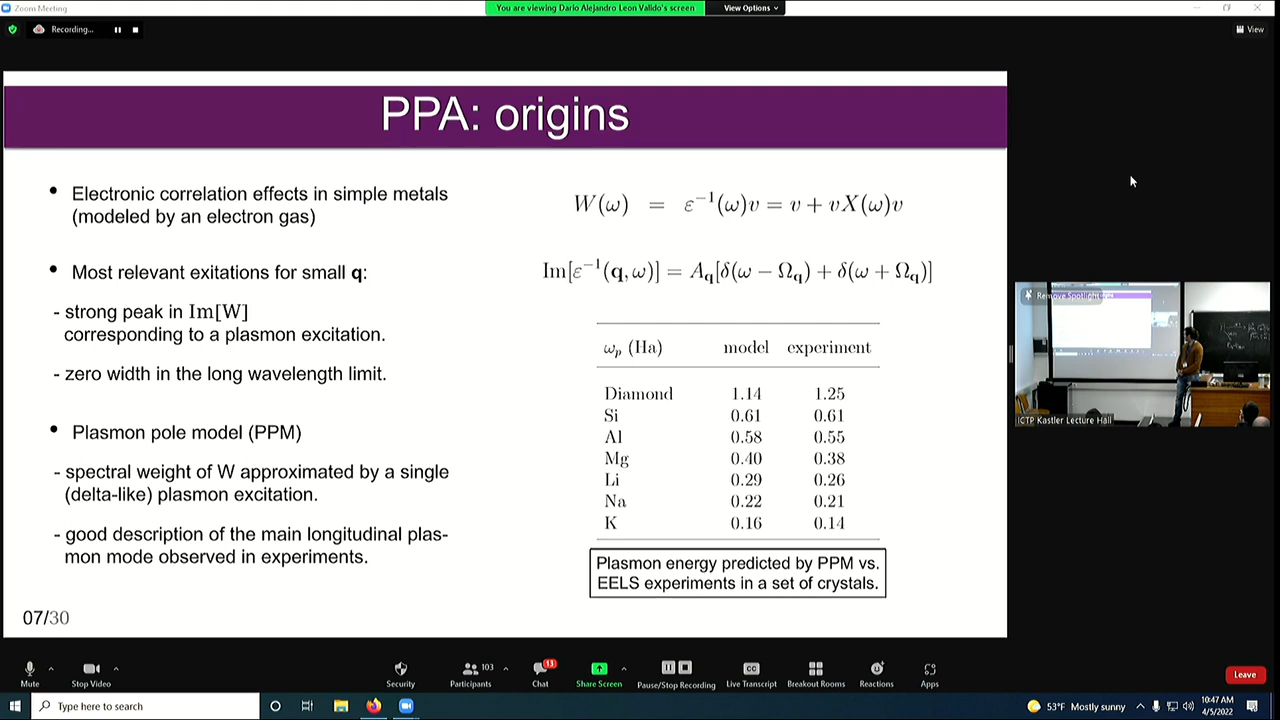 Zoom Meeting
You are viewing Dario Alejandro Leon Valido's screen
View Options
Recording...
View
PPA: origins
• Electronic correlation effects in simple metals
(modeled by an electron gas)
• Most relevant exitations for small q:
- strong peak in Im[W]
corresponding to a plasmon excitation.
- zero width in the long wavelength limit.
• Plasmon pole model (PPM)
- spectral weight of W approximated by a single
(delta-like) plasmon excitation.
- good description of the main longitudinal plas-
mon mode observed in experiments.
W(ω) = ε⁻¹(ω)v = v + vX(ω)v
Im[ε⁻¹(q, ω)] = A_q[δ(ω − Ω_q) + δ(ω + Ω_q)]
ω_p (Ha) model experiment
Diamond 1.14 1.25
Si 0.61 0.61
Al 0.58 0.55
Mg 0.40 0.38
Li 0.29 0.26
Na 0.22 0.21
K 0.16 0.14
Plasmon energy predicted by PPM vs.
EELS experiments in a set of crystals.
07/30
Remove Spotlight
ICTP Kastler Lecture Hall
Mute
Stop Video
Security
103
Participants
13
Chat
Share Screen
Pause/Stop Recording
CC
Live Transcript
Breakout Rooms
Reactions
Apps
Leave
Type here to search
53°F Mostly sunny
10:47 AM
4/5/2022